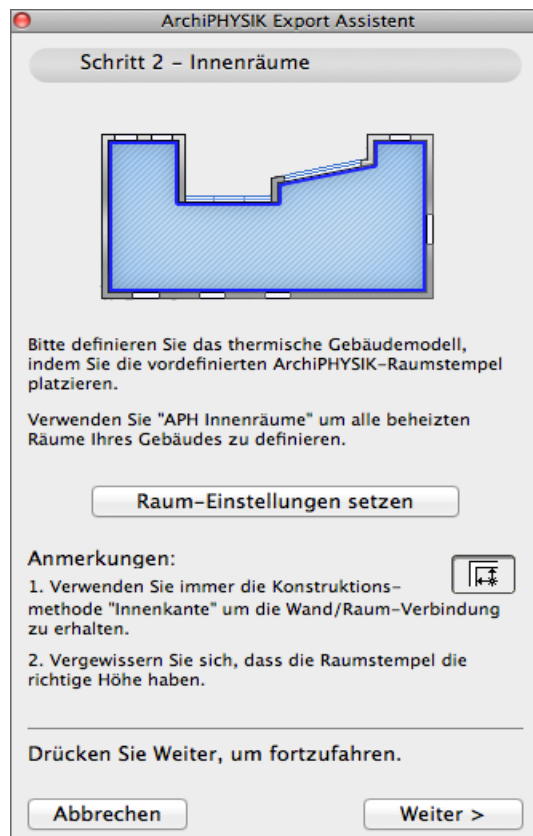 ArchiPHYSIK Export Assistent
Schritt 2 – Innenräume
Bitte definieren Sie das thermische Gebäudemodell,
indem Sie die vordefinierten ArchiPHYSIK-Raumstempel
platzieren.
Verwenden Sie "APH Innenräume" um alle beheizten
Räume Ihres Gebäudes zu definieren.
Raum-Einstellungen setzen
Anmerkungen:
1. Verwenden Sie immer die Konstruktions-
methode "Innenkante" um die Wand/Raum-Verbindung
zu erhalten.
2. Vergewissern Sie sich, dass die Raumstempel die
richtige Höhe haben.
Drücken Sie Weiter, um fortzufahren.
Abbrechen
Weiter >